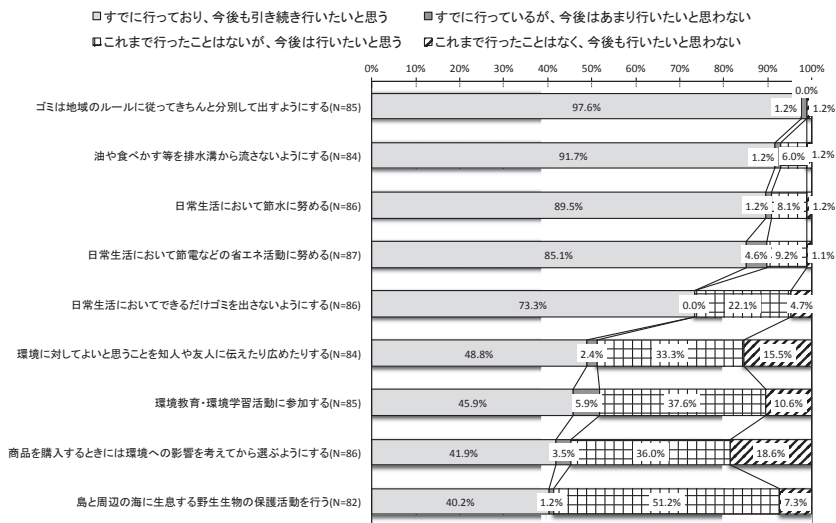 すでに行っており、今後も引き続き行いたいと思う
すでに行っているが、今後はあまり行いたいと思わない
これまで行ったことはないが、今後は行いたいと思う
これまで行ったことはなく、今後も行いたいと思わない
0% 10% 20% 30% 40% 50% 60% 70% 80% 90% 100%
ゴミは地域のルールに従ってきちんと分別して出すようにする(N=85) 97.6% 1.2% 0.0% 1.2%
油や食べかす等を排水溝から流さないようにする(N=84) 91.7% 1.2% 6.0% 1.2%
日常生活において節水に努める(N=86) 89.5% 1.2% 8.1% 1.2%
日常生活において節電などの省エネ活動に努める(N=87) 85.1% 4.6% 9.2% 1.1%
日常生活においてできるだけゴミを出さないようにする(N=86) 73.3% 0.0% 22.1% 4.7%
環境に対してよいと思うことを知人や友人に伝えたり広めたりする(N=84) 48.8% 2.4% 33.3% 15.5%
環境教育・環境学習活動に参加する(N=85) 45.9% 5.9% 37.6% 10.6%
商品を購入するときには環境への影響を考えてから選ぶようにする(N=86) 41.9% 3.5% 36.0% 18.6%
島と周辺の海に生息する野生生物の保護活動を行う(N=82) 40.2% 1.2% 51.2% 7.3%